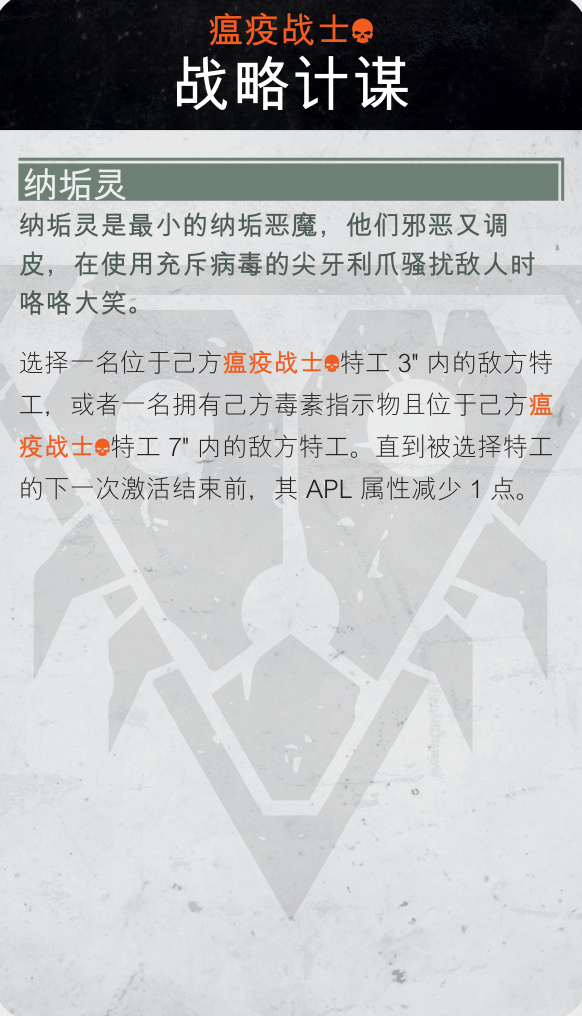 瘟疫战士
战略计谋
纳垢灵
纳垢灵是最小的纳垢恶魔，他们邪恶又调
皮，在使用充斥病毒的尖牙利爪骚扰敌人时
咯咯大笑。
选择一名位于己方瘟疫战士特工 3" 内的敌方特
工，或者一名拥有己方毒素指示物且位于己方瘟
疫战士特工 7" 内的敌方特工。直到被选择特工
的下一次激活结束前，其 APL 属性减少 1 点。